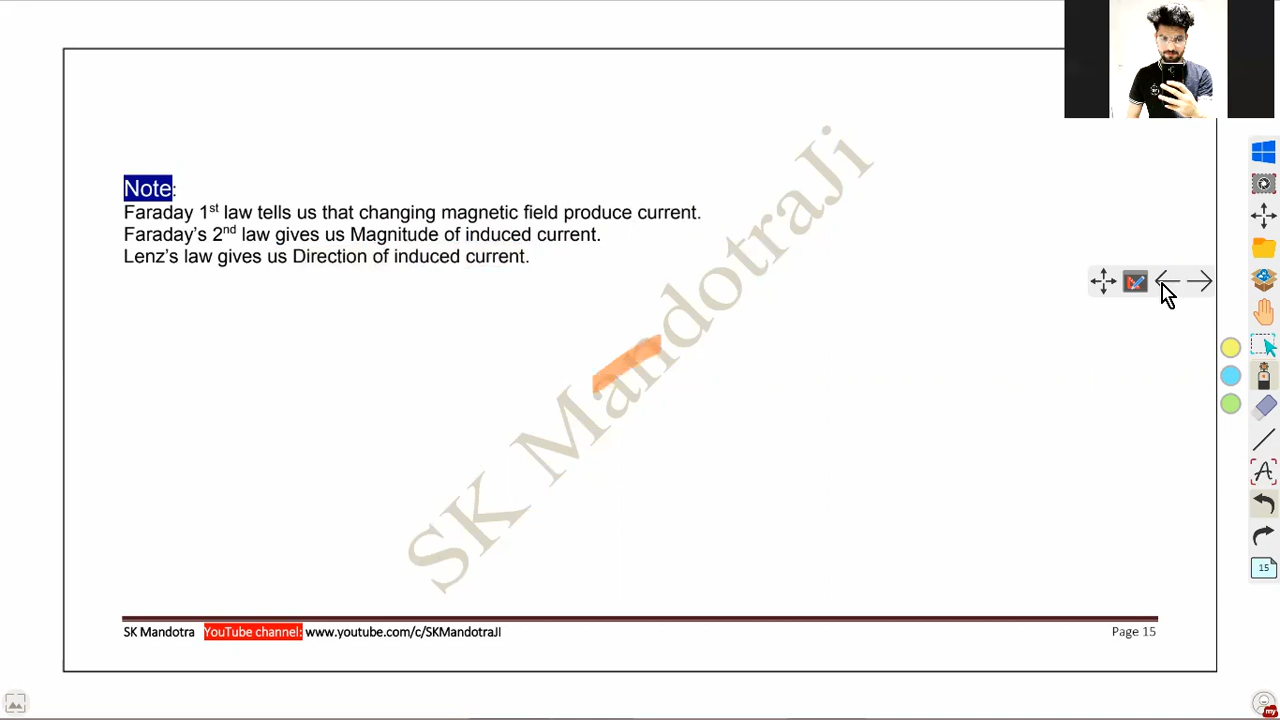 Note:
Faraday 1st law tells us that changing magnetic field produce current.
Faraday's 2nd law gives us Magnitude of induced current.
Lenz's law gives us Direction of induced current.
SK MandotraJi
SK Mandotra YouTube channel: www.youtube.com/c/SKMandotraJI
Page 15
A
15
my